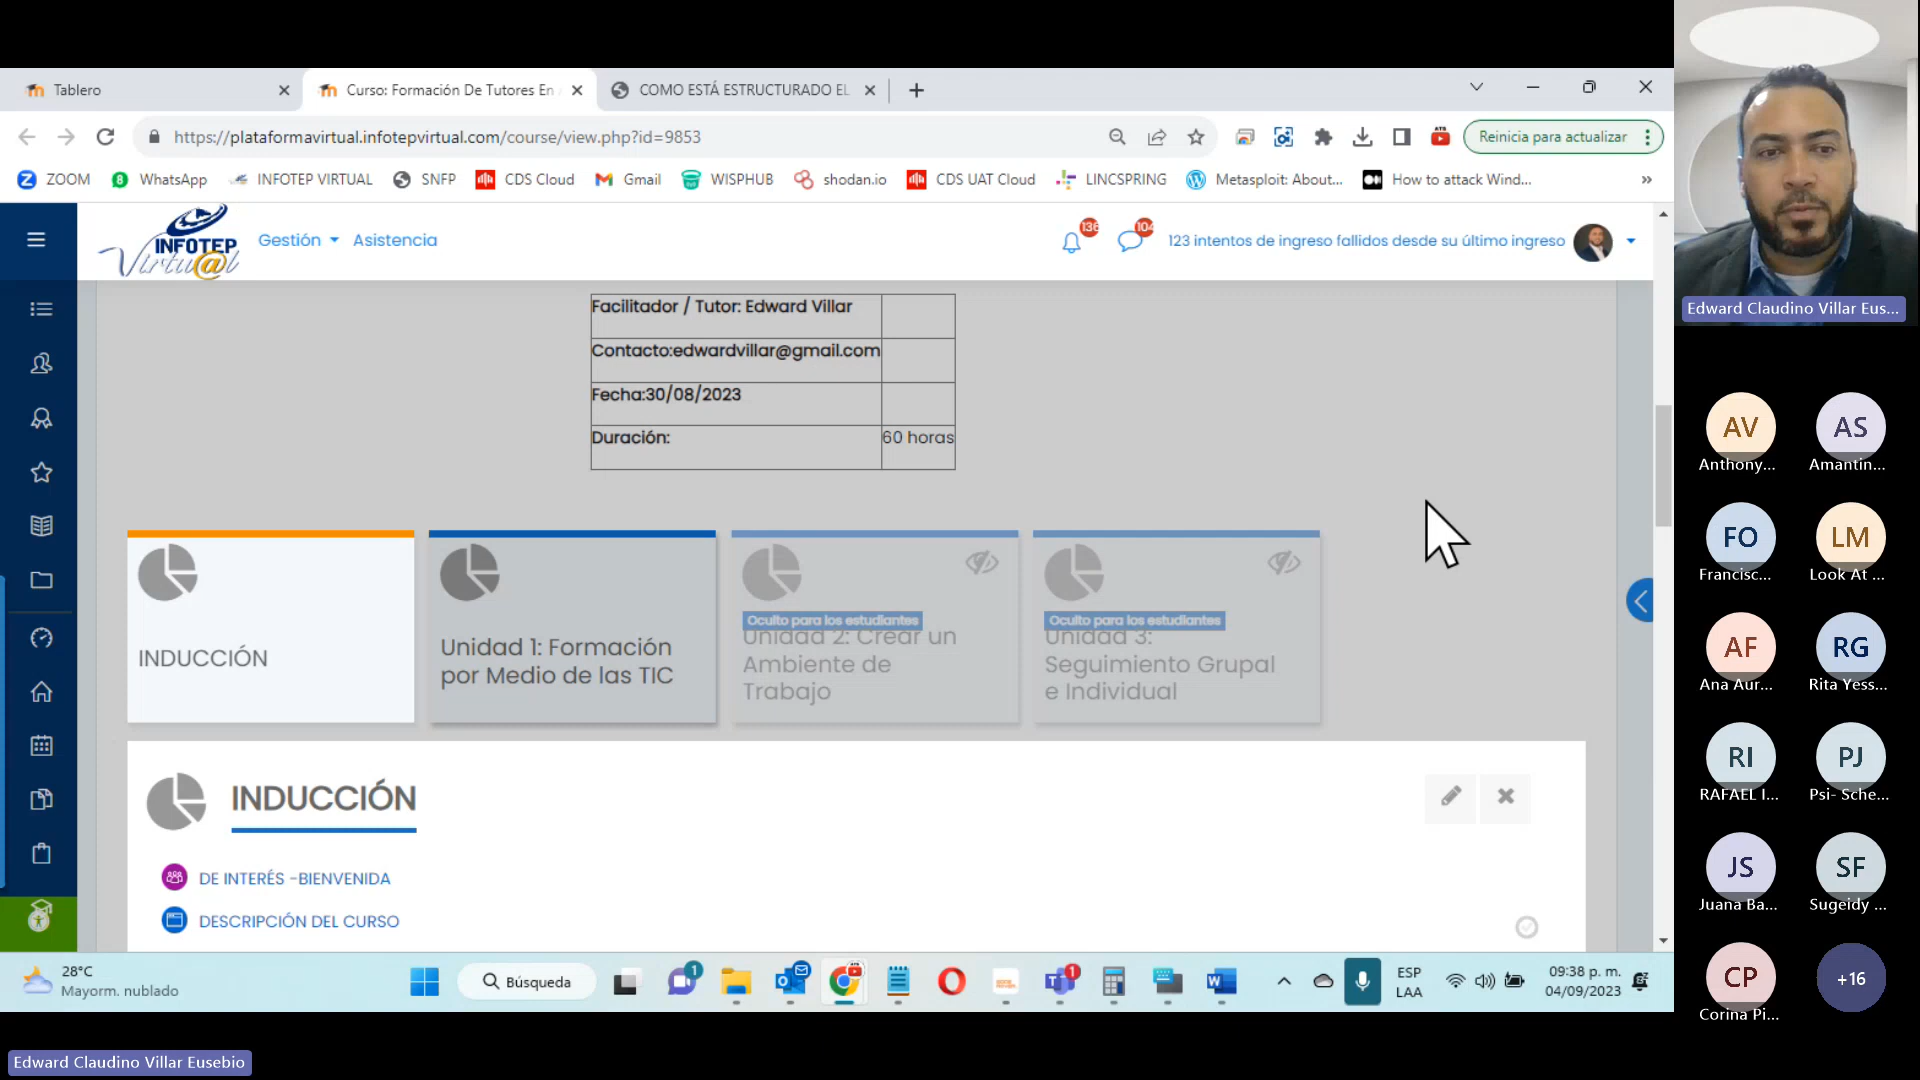 Tablero
Curso: Formación De Tutores En
COMO ESTÁ ESTRUCTURADO EL
https://plataformavirtual.infotepvirtual.com/course/view.php?id=9853
Reinicia para actualizar
ZOOM
WhatsApp
INFOTEP VIRTUAL
SNFP
CDS Cloud
Gmail
WISPHUB
shodan.io
CDS UAT Cloud
LINCSPRING
Metasploit: About...
How to attack Wind...
»
INFOTEP
Virtu@l
Gestión
Asistencia
136
104
123 intentos de ingreso fallidos desde su último ingreso
Facilitador / Tutor: Edward Villar
Contacto:edwardvillar@gmail.com
Fecha:30/08/2023
Duración:
60 horas
INDUCCIÓN
Unidad 1: Formación
por Medio de las TIC
Oculto para los estudiantes
Unidad 2: Crear un
Ambiente de
Trabajo
Oculto para los estudiantes
Unidad 3:
Seguimiento Grupal
e Individual
INDUCCIÓN
DE INTERÉS -BIENVENIDA
DESCRIPCIÓN DEL CURSO
28°C
Mayorm. nublado
Búsqueda
1
1
ESP
LAA
09:38 p. m.
04/09/2023
Edward Claudino Villar Eusebio
Edward Claudino Villar Eus...
AV
Anthony...
AS
Amantin...
FO
Francisc...
LM
Look At ...
AF
Ana Aur...
RG
Rita Yess...
RI
RAFAEL I...
PJ
Psi- Sche...
JS
Juana Ba...
SF
Sugeidy ...
CP
Corina Pi...
+16